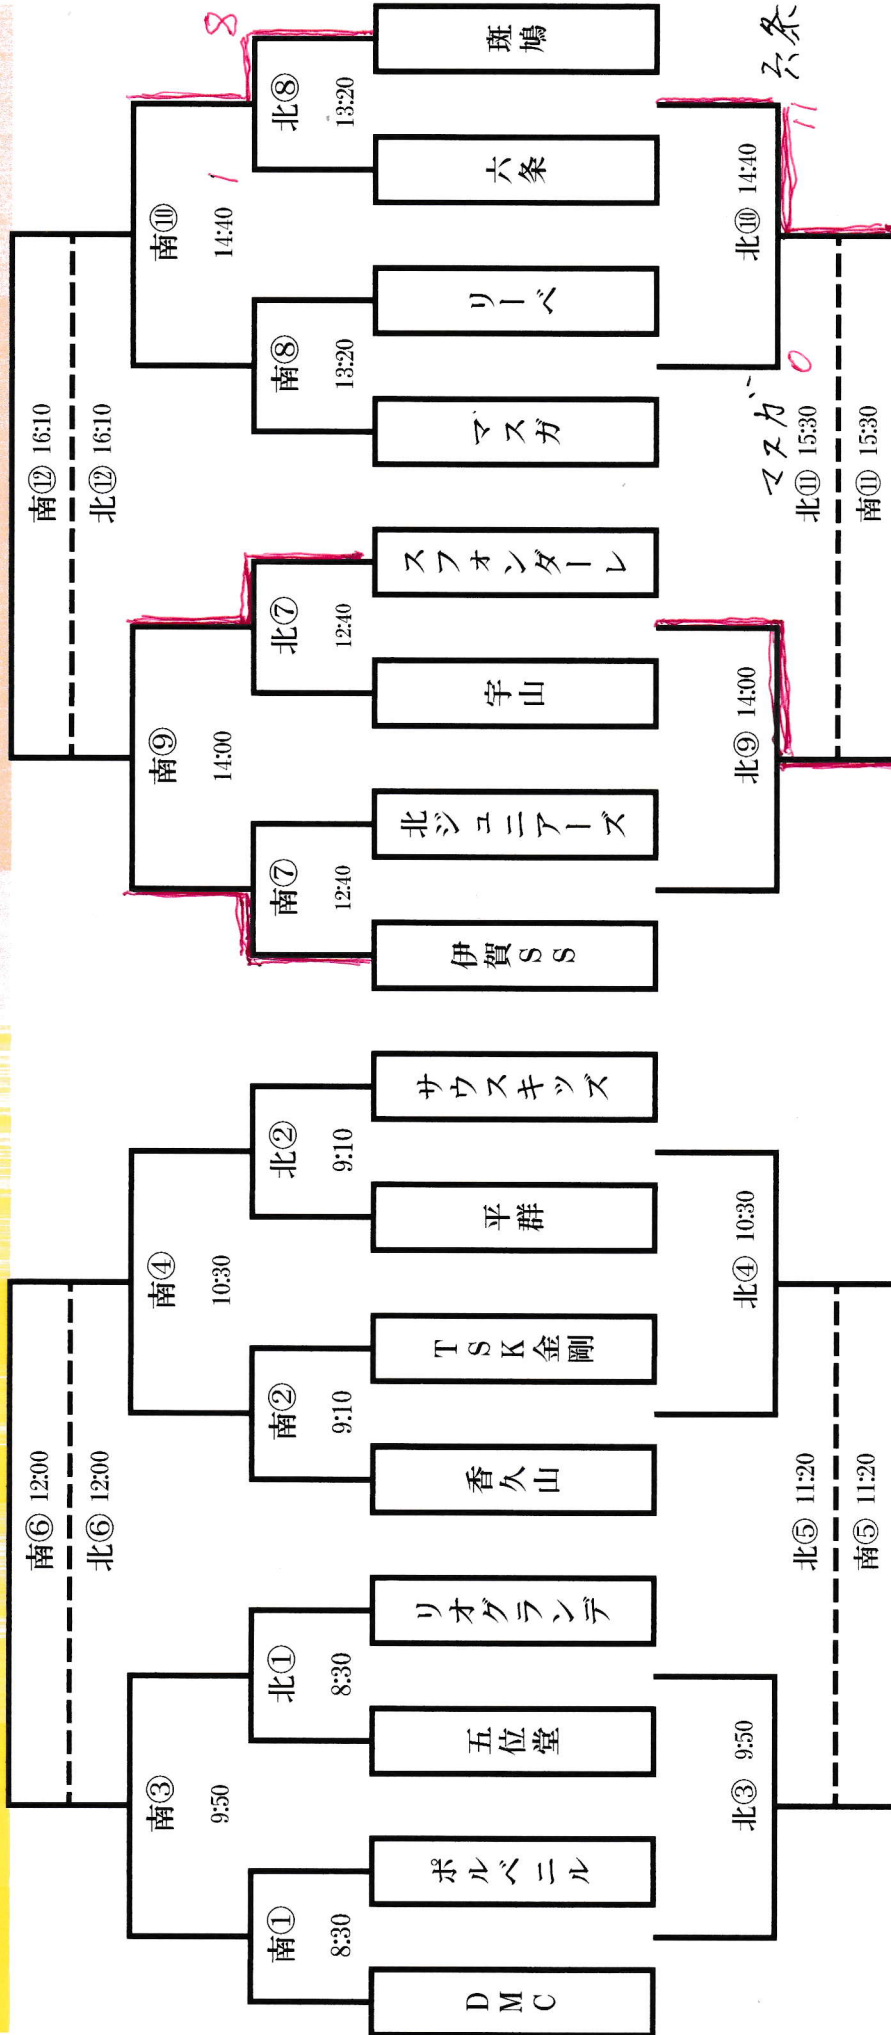 南⑥ 12:00
北⑥ 12:00
南⑫ 16:10
北⑫ 16:10
南③
9:50
南④
10:30
南⑨
14:00
南⑩
14:40
1
8
南①
8:30
北①
8:30
南②
9:10
北②
9:10
南⑦
12:40
北⑦
12:40
南⑧
13:20
北⑧
13:20
DMC
ポルベニル
五位堂
リオグランデ
香久山
TSK金剛
平群
サウスキッズ
伊賀SS
北ジュニアーズ
宇山
スフォンダーレ
マスガ
リーベ
六条
斑鳩
マスガ
六条
北③ 9:50
北④ 10:30
北⑨ 14:00
北⑩ 14:40
0
11
北⑤ 11:20
南⑤ 11:20
北⑪ 15:30
南⑪ 15:30